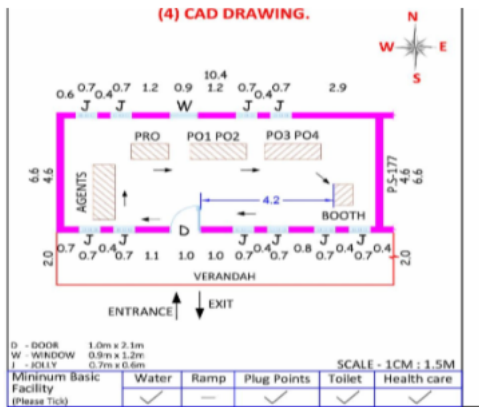 (4) CAD DRAWING.
N
W E
S
10.4
0.6 0.7 0.4 0.7 1.2 0.9 1.2 0.7 0.4 0.7 2.9
J J W J J
PRO PO1 PO2 PO3 PO4
6.6
4.6
AGENTS
4.2
BOOTH
P.S-177
4.6
6.6
D
J J J J J J
0.7 0.7 0.4 0.7 1.1 1.0 1.0 0.7 0.4 0.7 0.8 0.7 0.4 0.7 0.4
2.0
VERANDAH
2.0
ENTRANCE EXIT
D - DOOR 1.0m x 2.1m
W - WINDOW 0.9m x 1.2m
J - JOLLY 0.7m x 0.6m
SCALE - 1CM : 1.5M
Mininum Basic Facility (Please Tick) Water Ramp Plug Points Toilet Health care